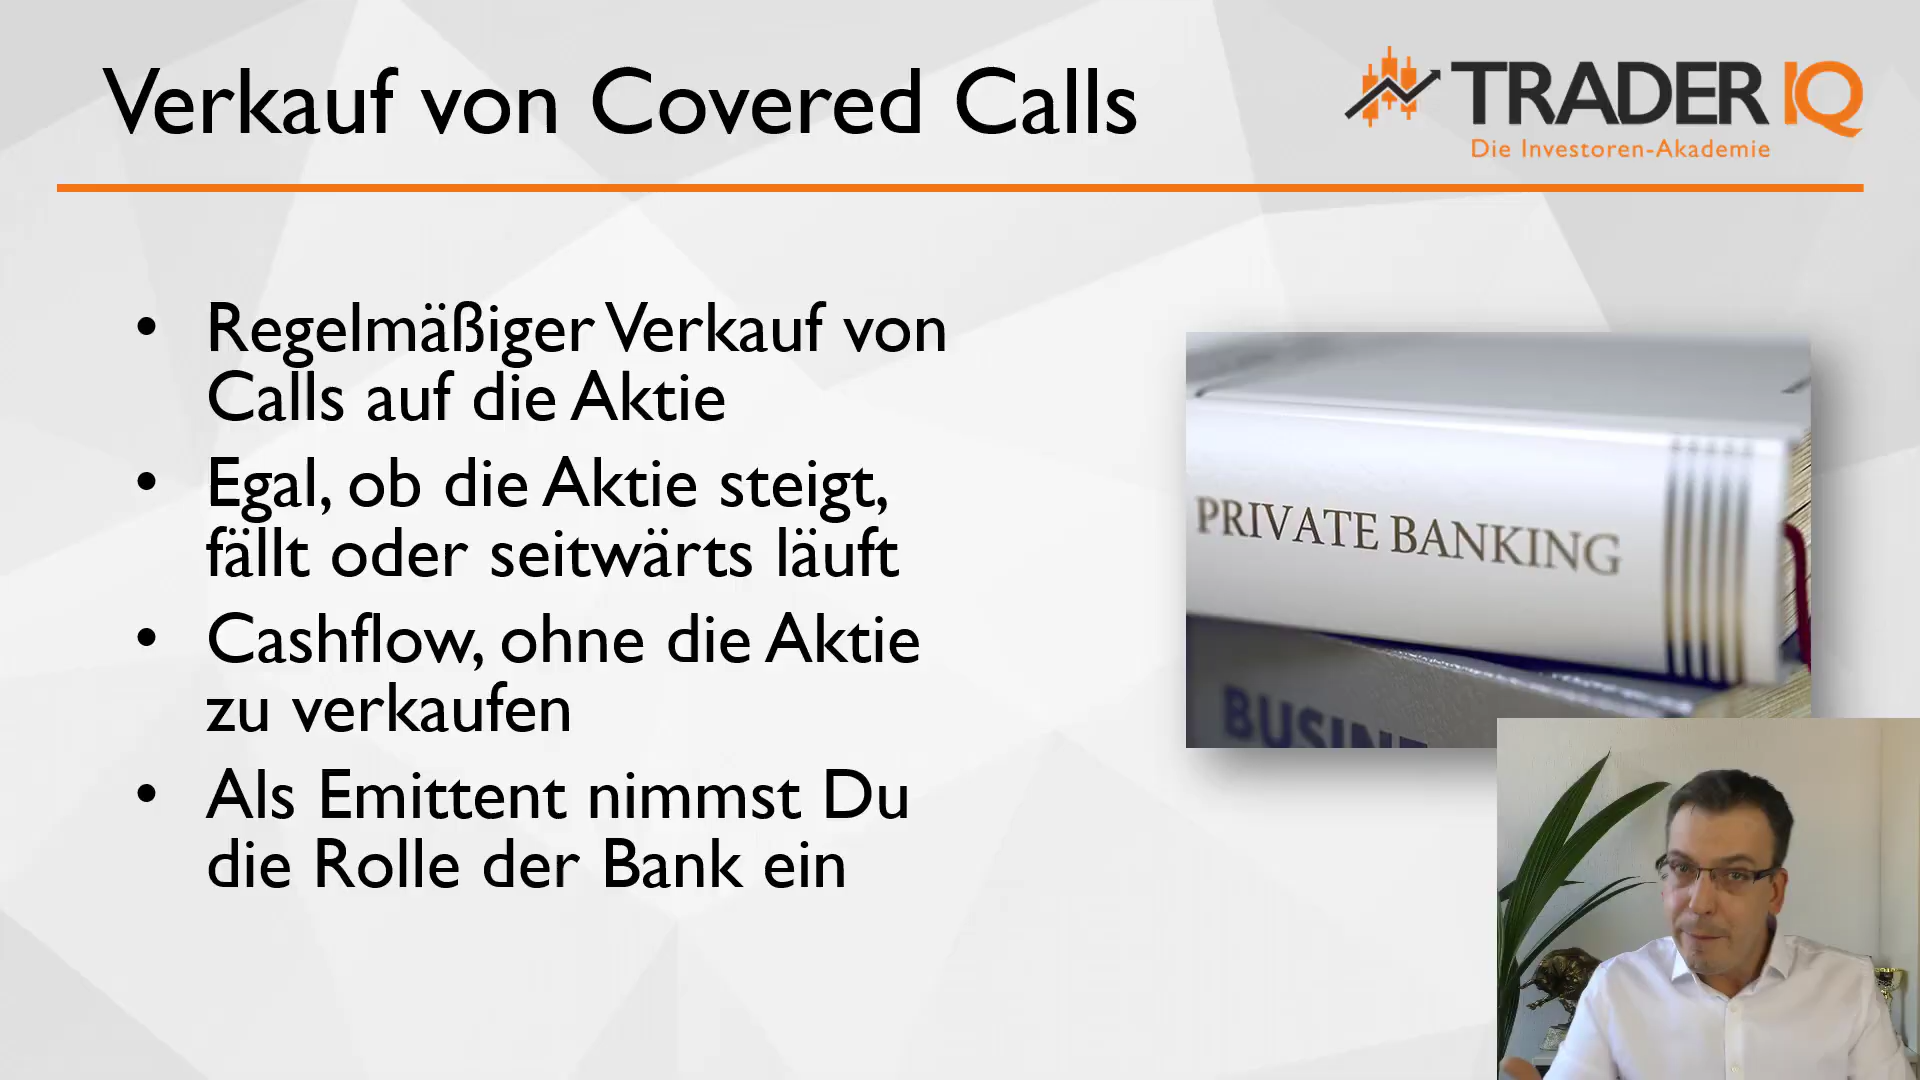 Verkauf von Covered Calls
TRADER IQ
Die Investoren-Akademie
• Regelmäßiger Verkauf von
Calls auf die Aktie
• Egal, ob die Aktie steigt,
fällt oder seitwärts läuft
• Cashflow, ohne die Aktie
zu verkaufen
• Als Emittent nimmst Du
die Rolle der Bank ein
PRIVATE BANKING